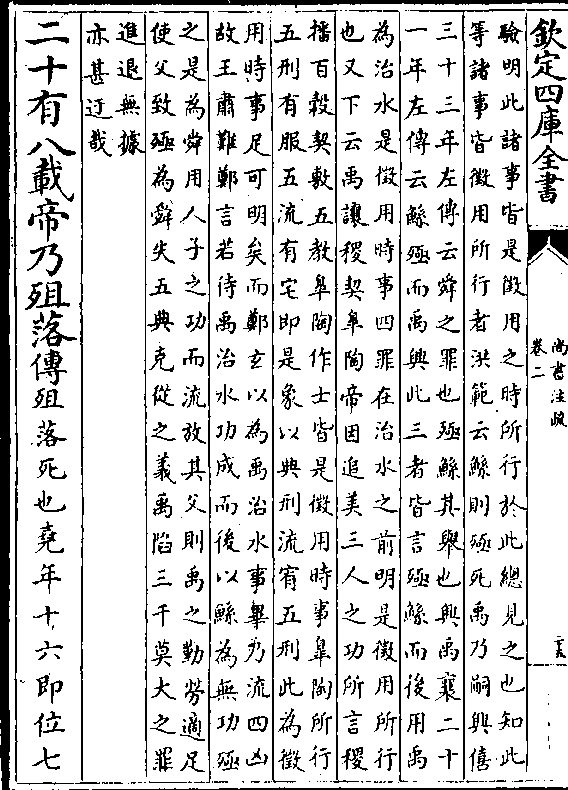 欽定四庫全書
尚書注疏
卷二
驗明此諸事皆是徵用之時所行於此總見之也知此
等諸事皆徵用所行者洪範云鯀則殛死禹乃嗣興僖
三十三年左傳云舜之罪也殛鯀其舉也興禹襄二十
一年左傳云鯀殛而禹興此三者皆言殛鯀而後用禹
為治水是徵用時事四罪在治水之前明是徵用所行
也又下云禹讓稷契臯陶帝因追美三人之功所言稷
播百穀契敷五教臯陶作士皆是徵用時事臯陶所行
五刑有服五流有宅即是象以典刑流宥五刑此為徵
用時事足可明矣而鄭玄以為禹治水事畢乃流四凶
故王肅難鄭言若待禹治水功成而後以鯀為無功殛
之是為舜用人子之功而流放其父則禹之勤勞適足
使父致殛為舜失五典克從之義禹陷三千莫大之罪
進退無據
亦甚迂哉
二十有八載帝乃殂落傳殂落死也堯年十六即位七